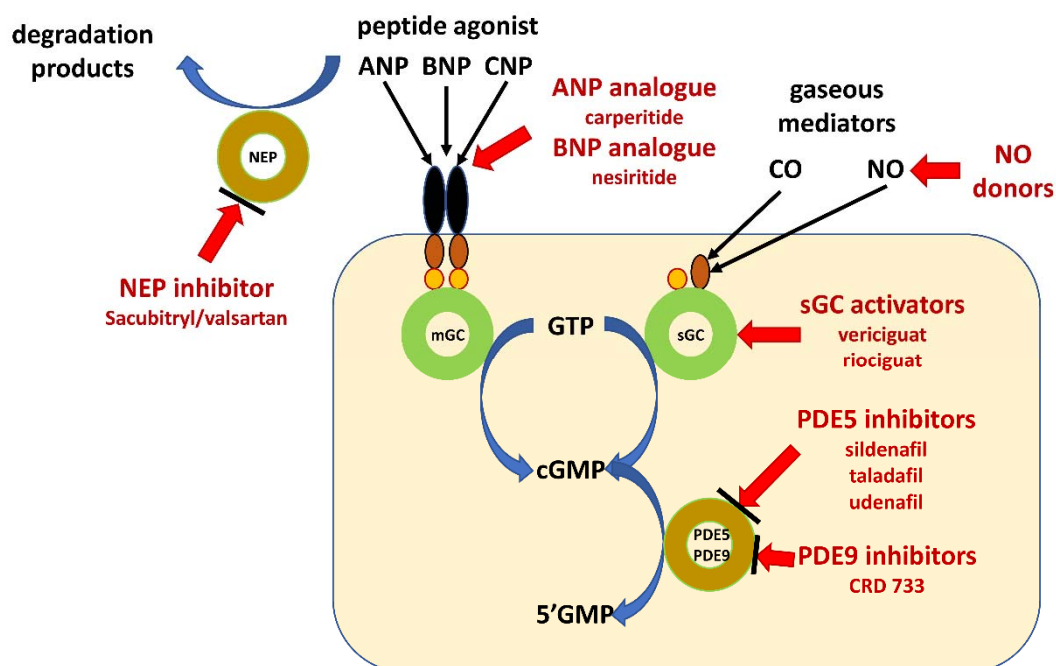 degradation
products
peptide agonist
ANP BNP CNP
NEP
NEP inhibitor
Sacubitryl/valsartan
ANP analogue
carperitide
BNP analogue
nesiritide
gaseous
mediators
CO
NO
NO
donors
mGC
GTP
sGC
sGC activators
vericiguat
riociguat
cGMP
PDE5 inhibitors
sildenafil
taladafil
udenafil
PDE5
PDE9
PDE9 inhibitors
CRD 733
5'GMP